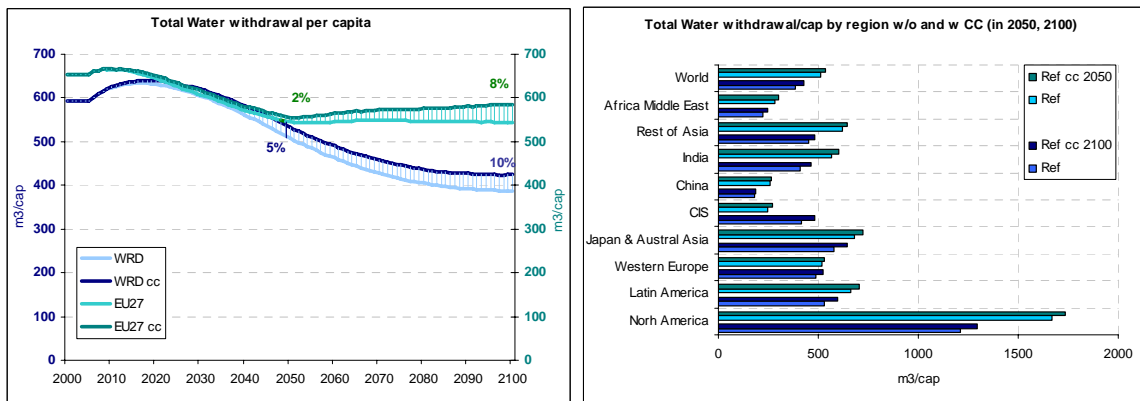 Total Water withdrawal per capita
700
600
500
400
300
200
100
0
m3/cap
2000 2010 2020 2030 2040 2050 2060 2070 2080 2090 2100
700
600
500
400
300
200
100
0
m3/cap
2%
8%
5%
10%
WRD
WRD cc
EU27
EU27 cc
Total Water withdrawal/cap by region w/o and w CC (in 2050, 2100)
World
Africa Middle East
Rest of Asia
India
China
CIS
Japan & Austral Asia
Western Europe
Latin America
Norh America
0 500 1000 1500 2000
m3/cap
Ref cc 2050
Ref
Ref cc 2100
Ref